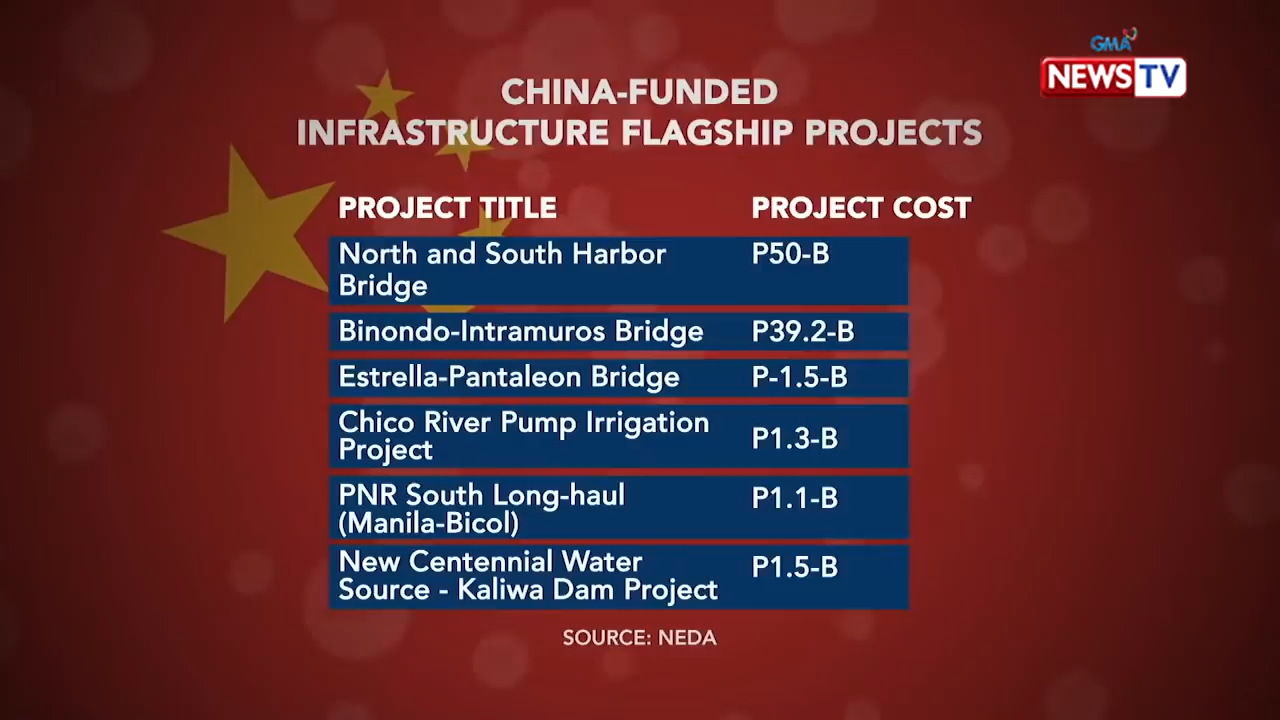 GMA
NEWS TV
CHINA-FUNDED
INFRASTRUCTURE FLAGSHIP PROJECTS
PROJECT TITLE PROJECT COST
North and South Harbor P50-B
Bridge
Binondo-Intramuros Bridge P39.2-B
Estrella-Pantaleon Bridge P-1.5-B
Chico River Pump Irrigation
Project P1.3-B
PNR South Long-haul P1.1-B
(Manila-Bicol)
New Centennial Water P1.5-B
Source - Kaliwa Dam Project
SOURCE: NEDA